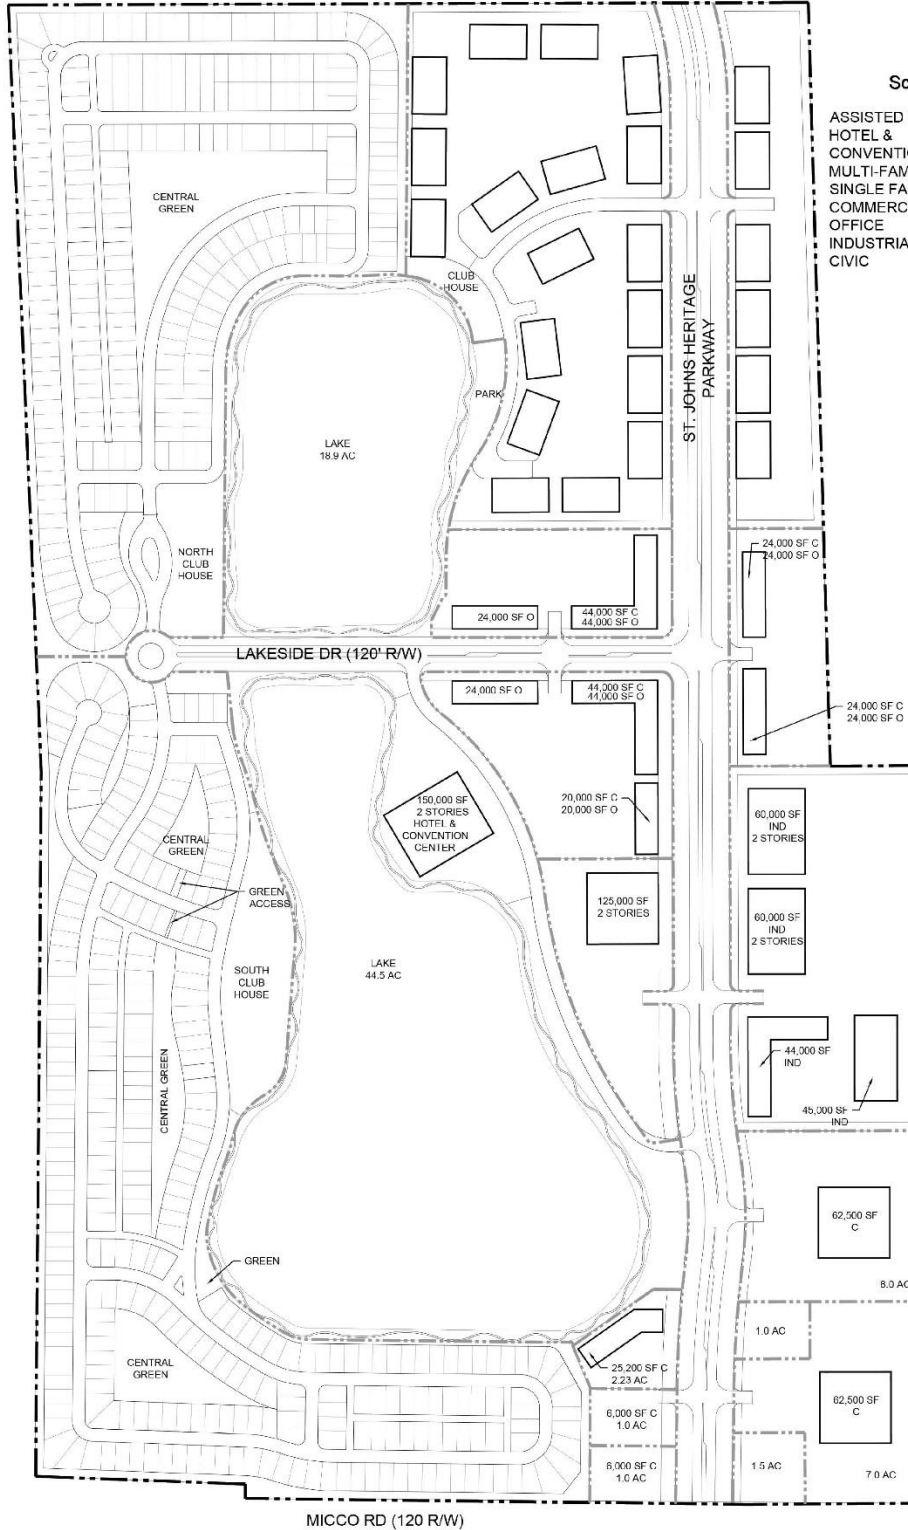 Sc
ASSISTED
HOTEL &
CONVENTI
MULTI-FAM
SINGLE FA
COMMERC
OFFICE
INDUSTRIA
CIVIC
CENTRAL
GREEN
CLUB
HOUSE
ST. JOHNS HERITAGE
PARKWAY
PARK
LAKE
18.9 AC
NORTH
CLUB
HOUSE
24,000 SF C
24,000 SF O
24,000 SF O
44,000 SF C
44,000 SF O
LAKESIDE DR (120' R/W)
24,000 SF O
44,000 SF C
44,000 SF O
24,000 SF C
24,000 SF O
150,000 SF
2 STORIES
HOTEL &
CONVENTION
CENTER
20,000 SF C
20,000 SF O
60,000 SF
IND
2 STORIES
CENTRAL
GREEN
GREEN
ACCESS
125,000 SF
2 STORIES
60,000 SF
IND
2 STORIES
SOUTH
CLUB
HOUSE
LAKE
44.5 AC
CENTRAL GREEN
44,000 SF
IND
45,000 SF
IND
62,500 SF
C
GREEN
8.0 AC
1.0 AC
CENTRAL
GREEN
25,200 SF C
2.23 AC
62,500 SF
C
6,000 SF C
1.0 AC
6,000 SF C
1.0 AC
1.5 AC
7.0 AC
MICCO RD (120 R/W)